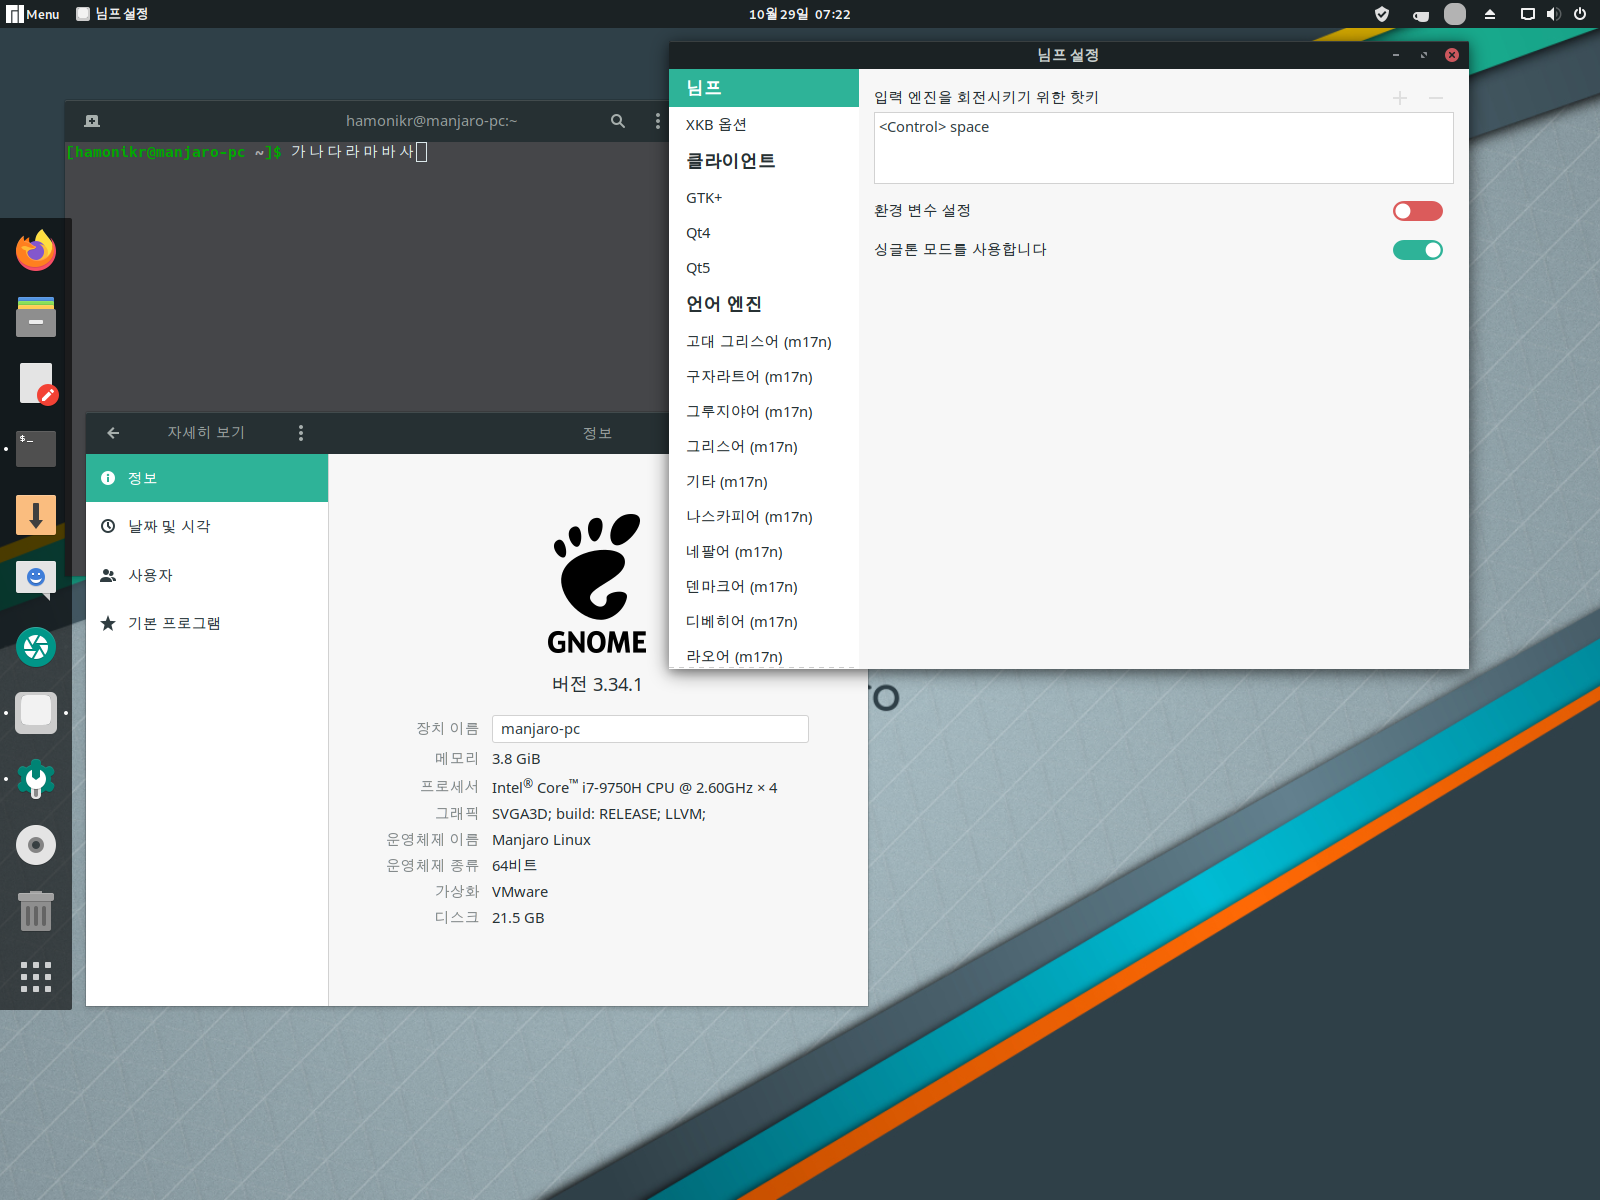 Menu 님프 설정
10월 29일 07:22
hamonikr@manjaro-pc:~
[hamonikr@manjaro-pc ~]$ 가나다라마바사
$_
자세히 보기
정보
정보
날짜 및 시각
사용자
기본 프로그램
GNOME
버전 3.34.1
장치 이름 manjaro-pc
메모리 3.8 GiB
프로세서 Intel® Core™ i7-9750H CPU @ 2.60GHz × 4
그래픽 SVGA3D; build: RELEASE; LLVM;
운영체제 이름 Manjaro Linux
운영체제 종류 64비트
가상화 VMware
디스크 21.5 GB
님프 설정
님프
XKB 옵션
클라이언트
GTK+
Qt4
Qt5
언어 엔진
고대 그리스어 (m17n)
구자라트어 (m17n)
그루지야어 (m17n)
그리스어 (m17n)
기타 (m17n)
나스카피어 (m17n)
네팔어 (m17n)
덴마크어 (m17n)
디베히어 (m17n)
라오어 (m17n)
입력 엔진을 회전시키기 위한 핫키
<Control> space
환경 변수 설정
싱글톤 모드를 사용합니다